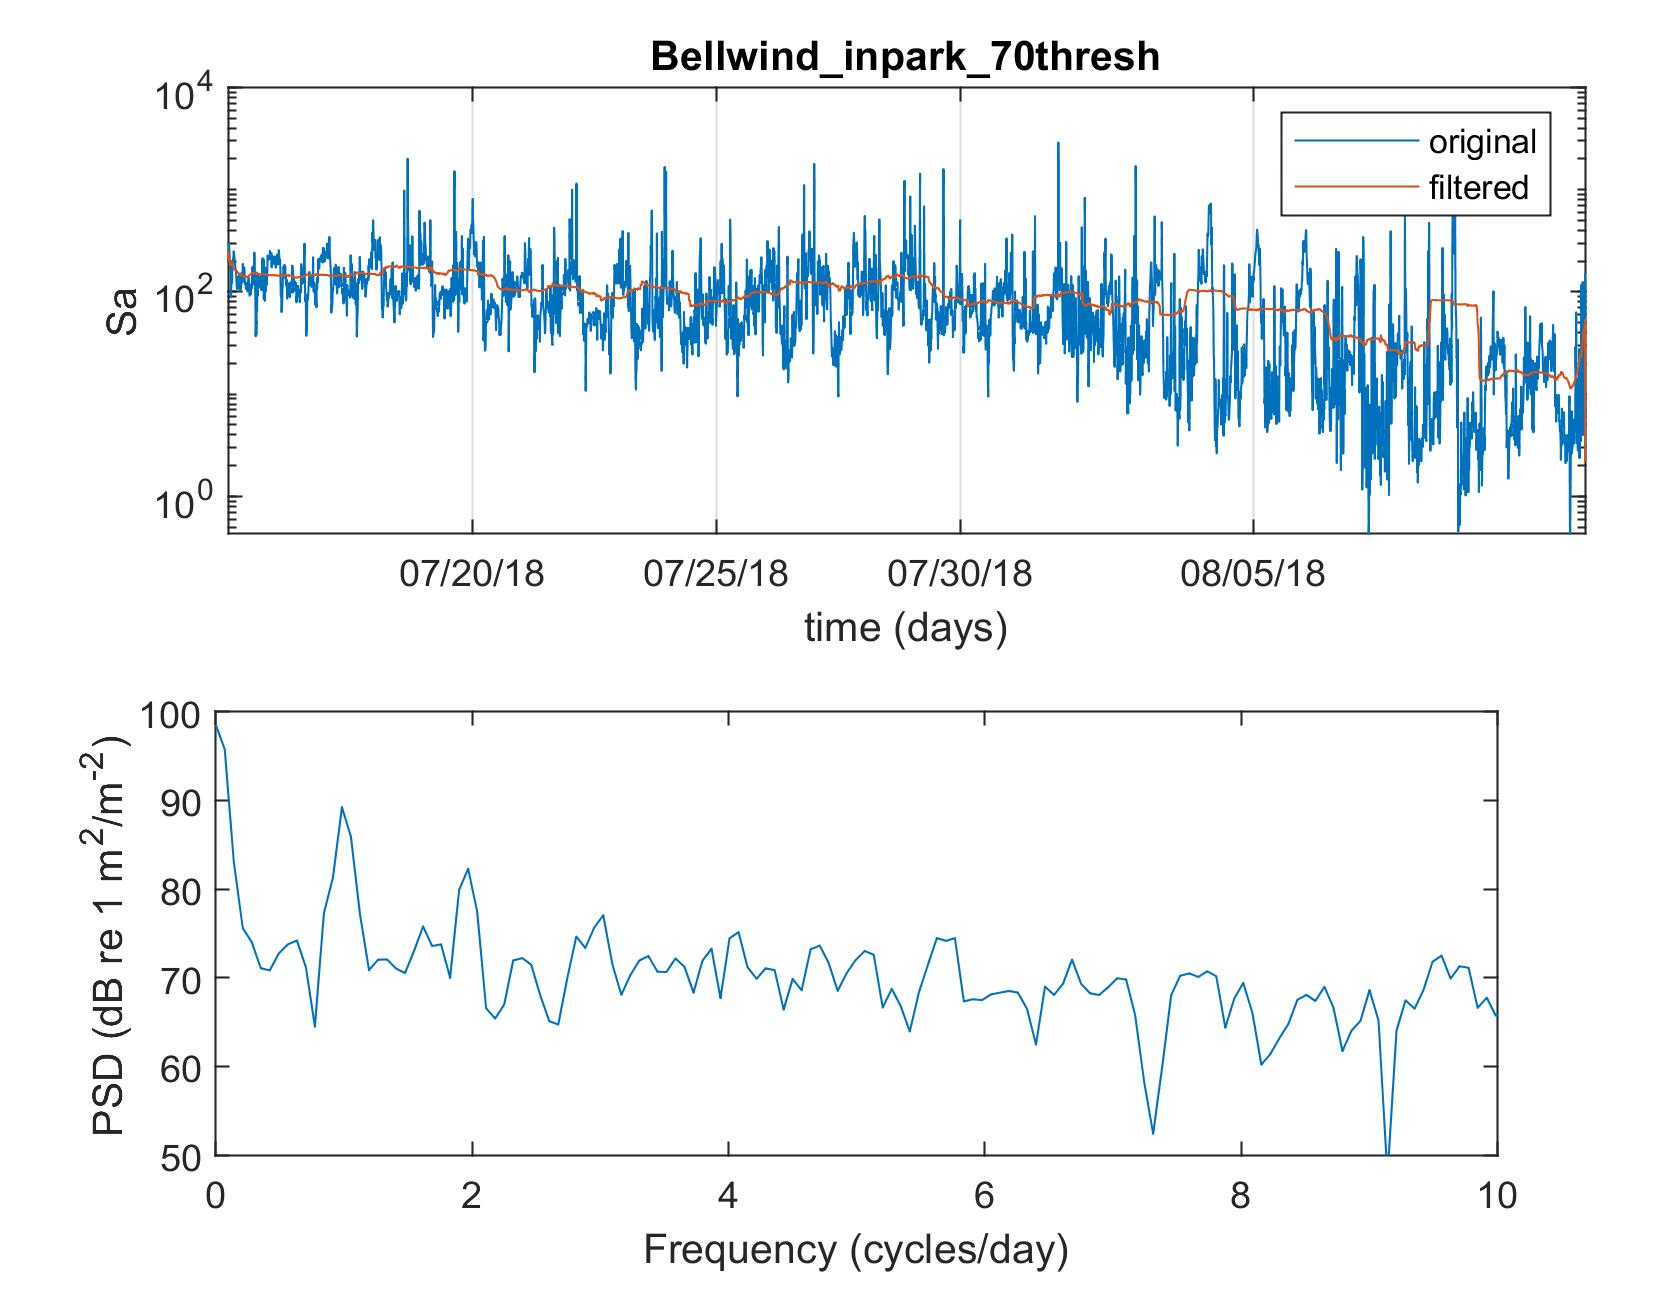 Bellwind_inpark_70thresh
10^4
10^2
10^0
Sa
original
filtered
07/20/18 07/25/18 07/30/18 08/05/18
time (days)
100
90
80
70
60
50
PSD (dB re 1 m^2/m^-2)
0 2 4 6 8 10
Frequency (cycles/day)